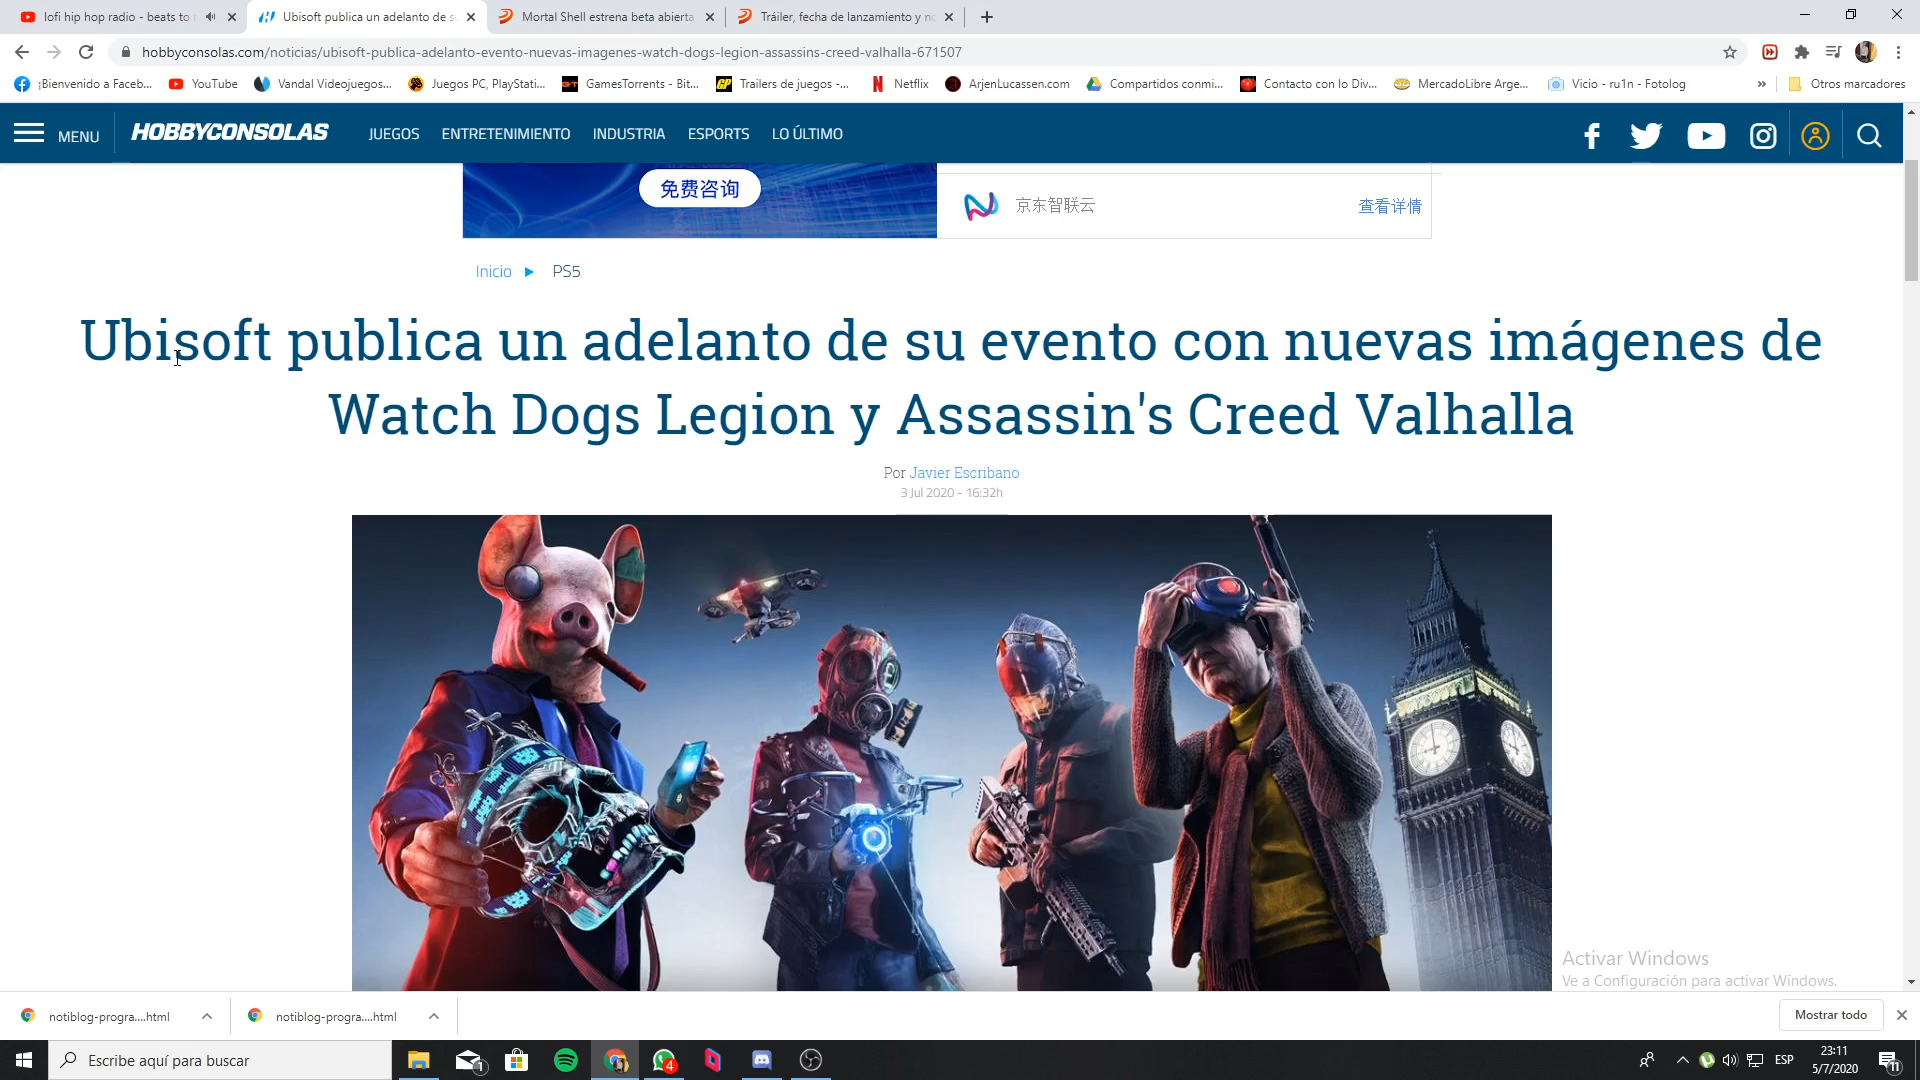 lofi hip hop radio - beats to
Ubisoft publica un adelanto de su
Mortal Shell estrena beta abierta
Tráiler, fecha de lanzamiento y no
hobbyconsolas.com/noticias/ubisoft-publica-adelanto-evento-nuevas-imagenes-watch-dogs-legion-assassins-creed-valhalla-671507
¡Bienvenido a Faceb...
YouTube
Vandal Videojuegos...
Juegos PC, PlayStati...
GamesTorrents - Bit...
Trailers de juegos -...
Netflix
ArjenLucassen.com
Compartidos conmi...
Contacto con lo Div...
MercadoLibre Arge...
Vicio - ru1n - Fotolog
»
Otros marcadores
MENU
HOBBYCONSOLAS
JUEGOS
ENTRETENIMIENTO
INDUSTRIA
ESPORTS
LO ÚLTIMO
免费咨询
京东智联云
查看详情
Inicio
PS5
Ubisoft publica un adelanto de su evento con nuevas imágenes de
Watch Dogs Legion y Assassin's Creed Valhalla
Por Javier Escribano
3 Jul 2020 - 16:32h
Activar Windows
Ve a Configuración para activar Windows.
notiblog-progra....html
notiblog-progra....html
Mostrar todo
Escribe aquí para buscar
1
4
ESP
23:11
5/7/2020
11